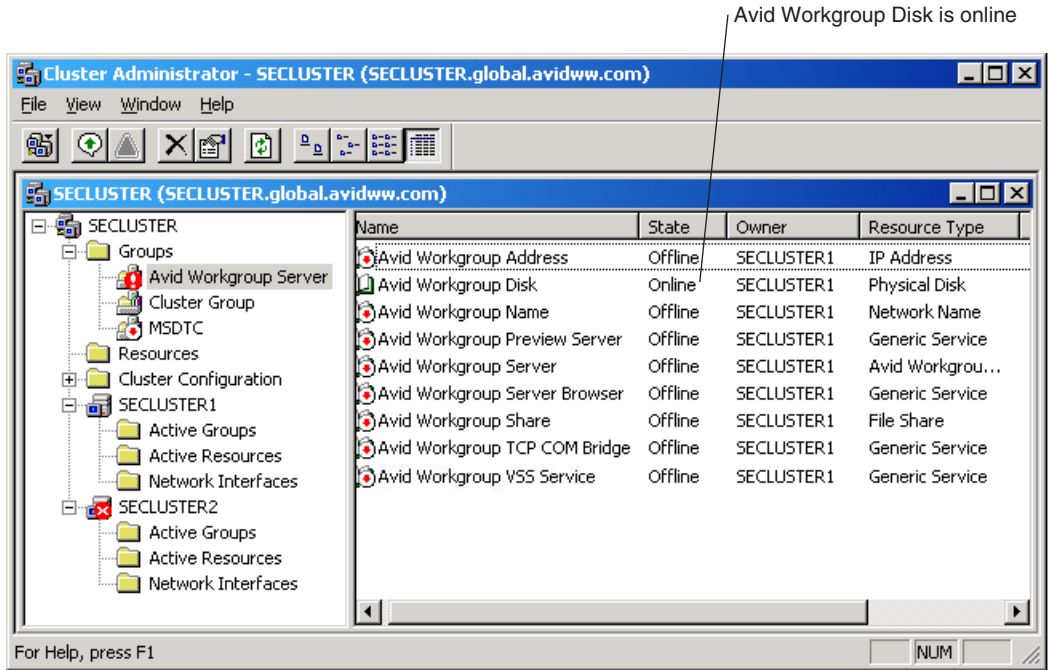 Avid Workgroup Disk is online
Cluster Administrator - SECLUSTER (SECLUSTER.global.avidww.com)
File View Window Help
SECLUSTER (SECLUSTER.global.avidww.com)
SECLUSTER
Groups
Avid Workgroup Server
Cluster Group
MSDTC
Resources
Cluster Configuration
SECLUSTER1
Active Groups
Active Resources
Network Interfaces
SECLUSTER2
Active Groups
Active Resources
Network Interfaces
Name State Owner Resource Type
Avid Workgroup Address Offline SECLUSTER1 IP Address
Avid Workgroup Disk Online SECLUSTER1 Physical Disk
Avid Workgroup Name Offline SECLUSTER1 Network Name
Avid Workgroup Preview Server Offline SECLUSTER1 Generic Service
Avid Workgroup Server Offline SECLUSTER1 Avid Workgrou...
Avid Workgroup Server Browser Offline SECLUSTER1 Generic Service
Avid Workgroup Share Offline SECLUSTER1 File Share
Avid Workgroup TCP COM Bridge Offline SECLUSTER1 Generic Service
Avid Workgroup VSS Service Offline SECLUSTER1 Generic Service
For Help, press F1
NUM